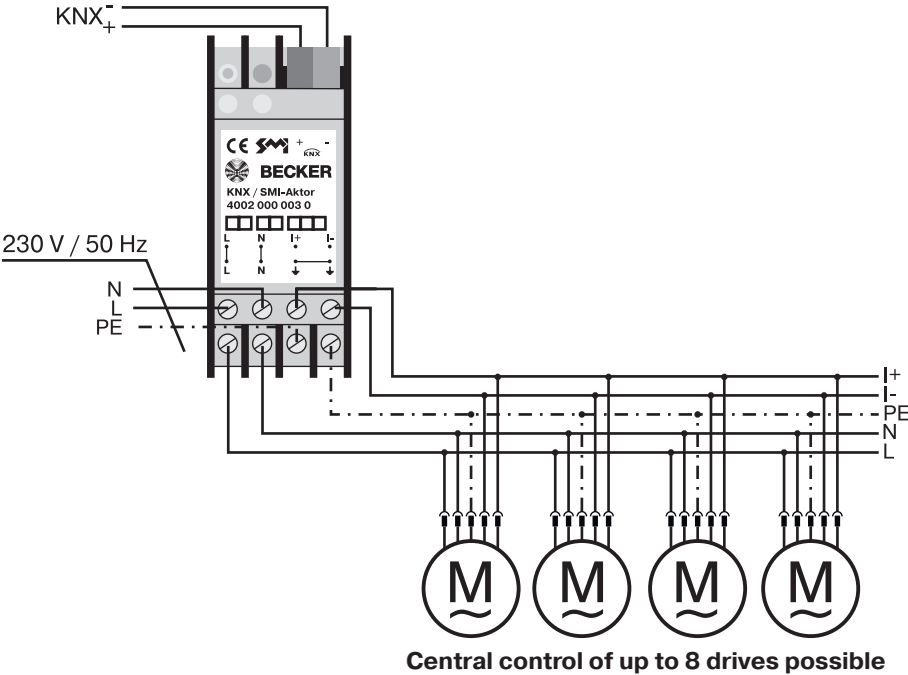 KNX -
+
CE SMI + KNX -
BECKER
KNX / SMI-Aktor
4002 000 003 0
L N I+ I-
L N
230 V / 50 Hz
N
L
PE
I+
I-
PE
N
L
M M M M
Central control of up to 8 drives possible